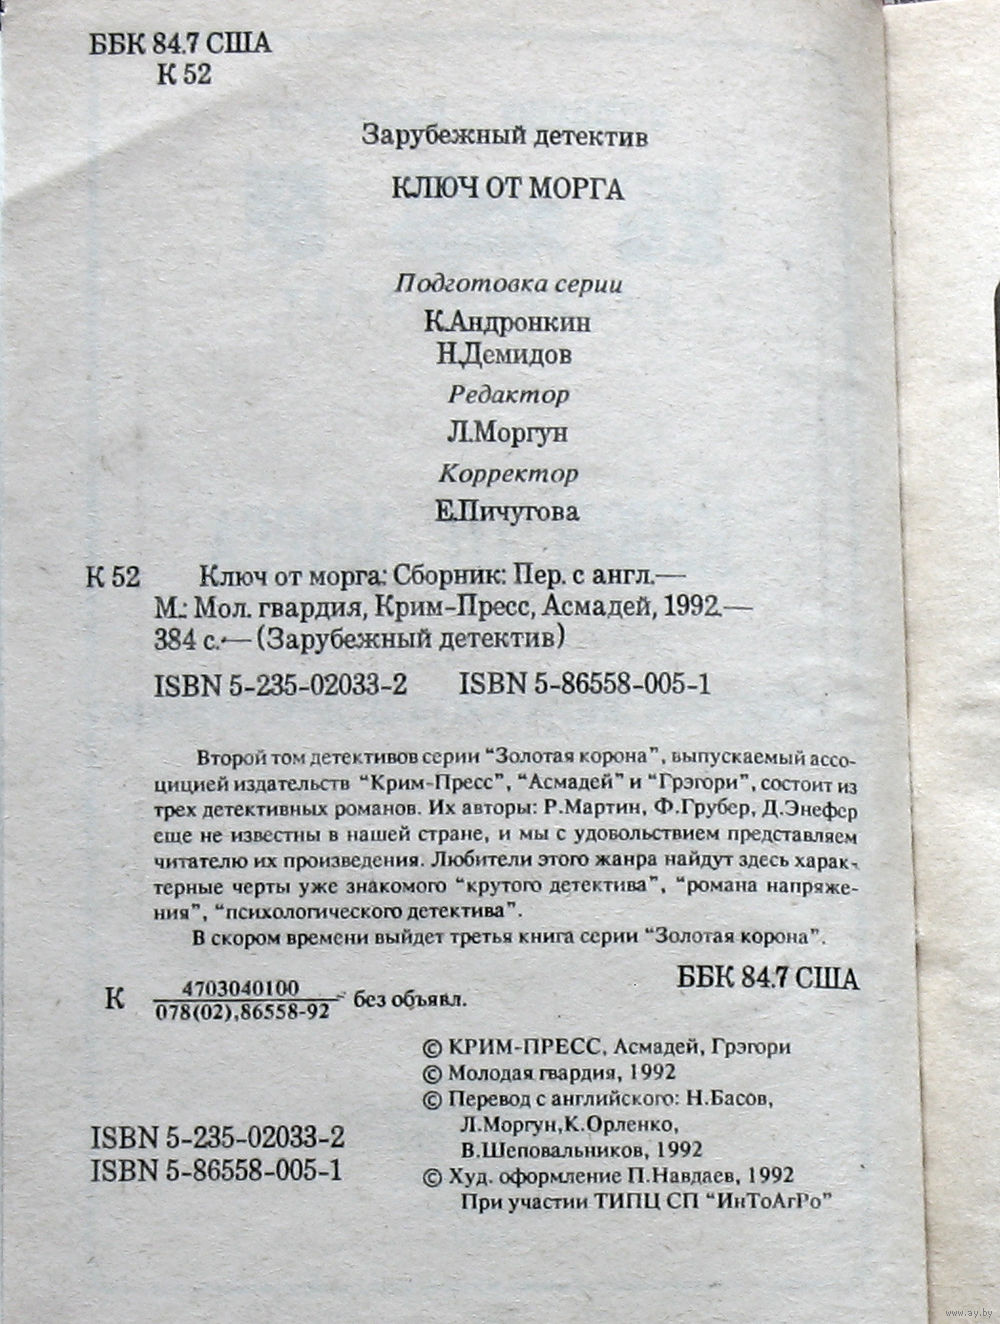 ББК 84.7 США
К 52
Зарубежный детектив
КЛЮЧ ОТ МОРГА
Подготовка серии
К.Андронкин
Н.Демидов
Редактор
Л.Моргун
Корректор
Е.Пичугова
К 52 Ключ от морга: Сборник: Пер. с англ.—
М.: Мол. гвардия, Крим-Пресс, Асмадей, 1992.—
384 с.— (Зарубежный детектив)
ISBN 5-235-02033-2 ISBN 5-86558-005-1
Второй том детективов серии "Золотая корона", выпускаемый ассо-
цицией издательств "Крим-Пресс", "Асмадей" и "Грэгори", состоит из
трех детективных романов. Их авторы: Р.Мартин, Ф.Грубер, Д.Энефер
еще не известны в нашей стране, и мы с удовольствием представляем
читателю их произведения. Любители этого жанра найдут здесь харак-
терные черты уже знакомого "крутого детектива", "романа напряже-
ния", "психологического детектива".
В скором времени выйдет третья книга серии "Золотая корона".
ББК 84.7 США
К 4703040100
078(02),86558-92 - без объявл.
© КРИМ-ПРЕСС, Асмадей, Грэгори
© Молодая гвардия, 1992
© Перевод с английского: Н.Басов,
Л.Моргун,К.Орленко,
В.Шеповальников, 1992
© Худ. оформление П.Навдаев, 1992
При участии ТИПЦ СП "ИнТоАгРо"
ISBN 5-235-02033-2
ISBN 5-86558-005-1
www.ay.by